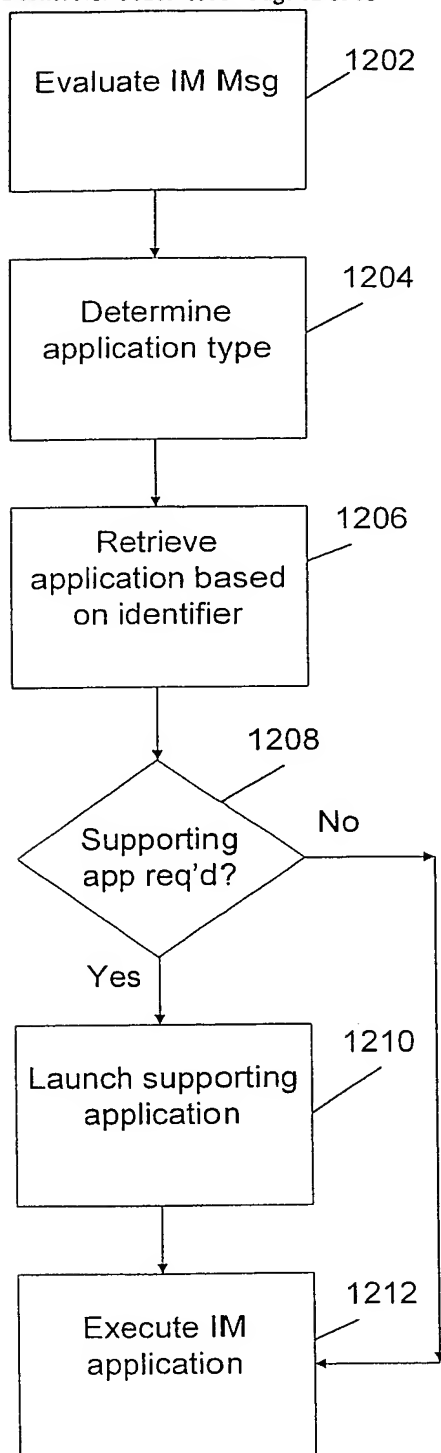 1202
Evaluate IM Msg
1204
Determine
application type
1206
Retrieve
application based
on identifier
1208
Supporting
app req'd?
No
Yes
1210
Launch supporting
application
1212
Execute IM
application